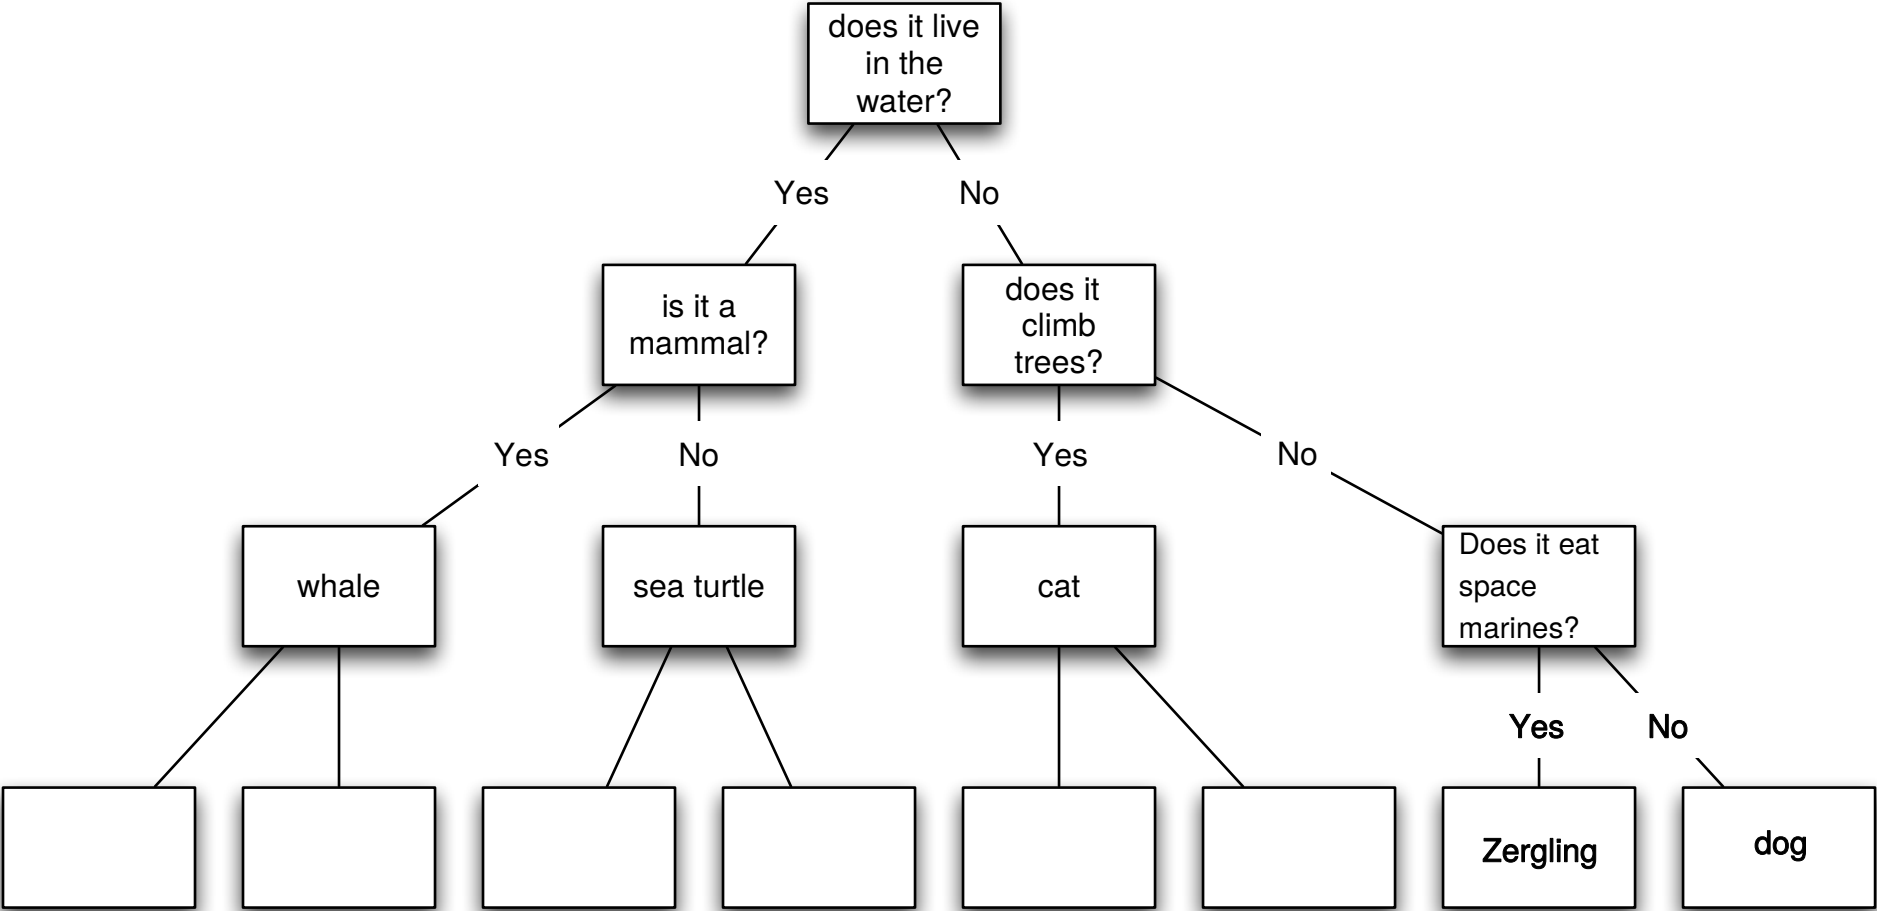 does it live
in the
water?
Yes
No
is it a
mammal?
does it
climb
trees?
Yes
No
Yes
No
whale
sea turtle
cat
Does it eat
space
marines?
Yes
No
Zergling
dog